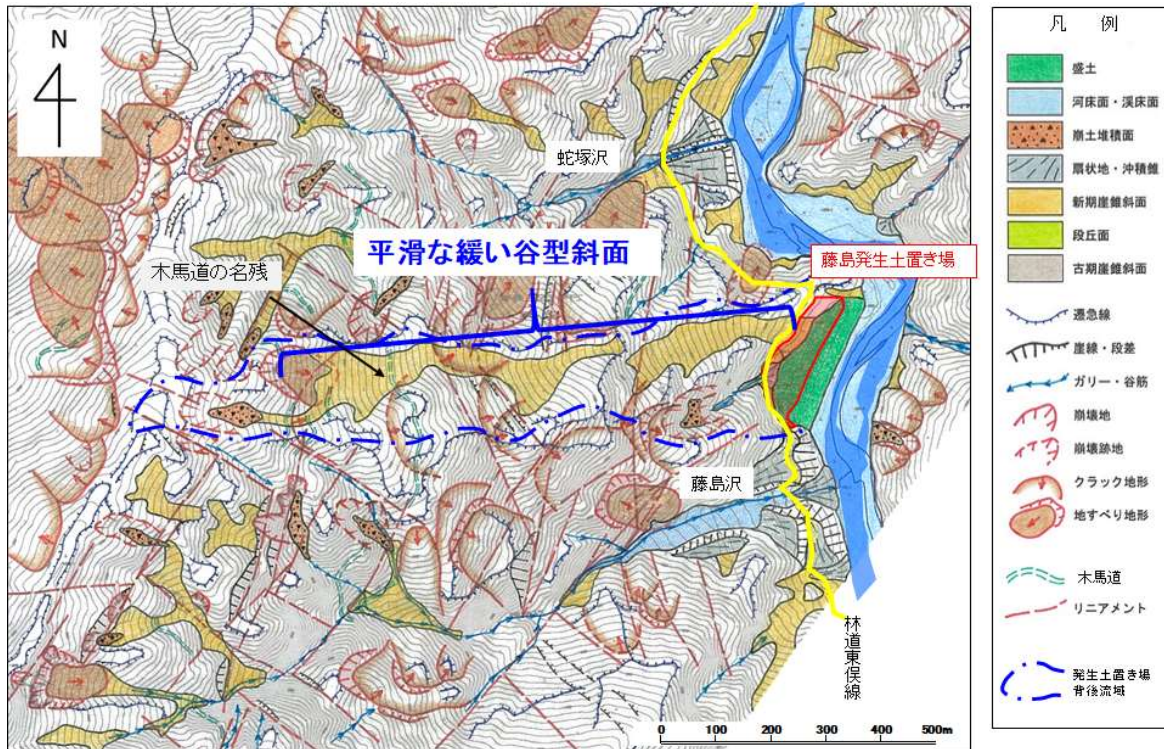 N
蛇塚沢
平滑な緩い谷型斜面
木馬道の名残
藤島発生土置き場
藤島沢
林道東俣線
0 100 200 300 400 500m
凡 例
盛土
河床面・渓床面
崩土堆積面
扇状地・沖積錐
新期崖錐斜面
段丘面
古期崖錐斜面
遷急線
崖線・段差
ガリー・谷筋
崩壊地
崩壊跡地
クラック地形
地すべり地形
木馬道
リニアメント
発生土置き場
背後流域